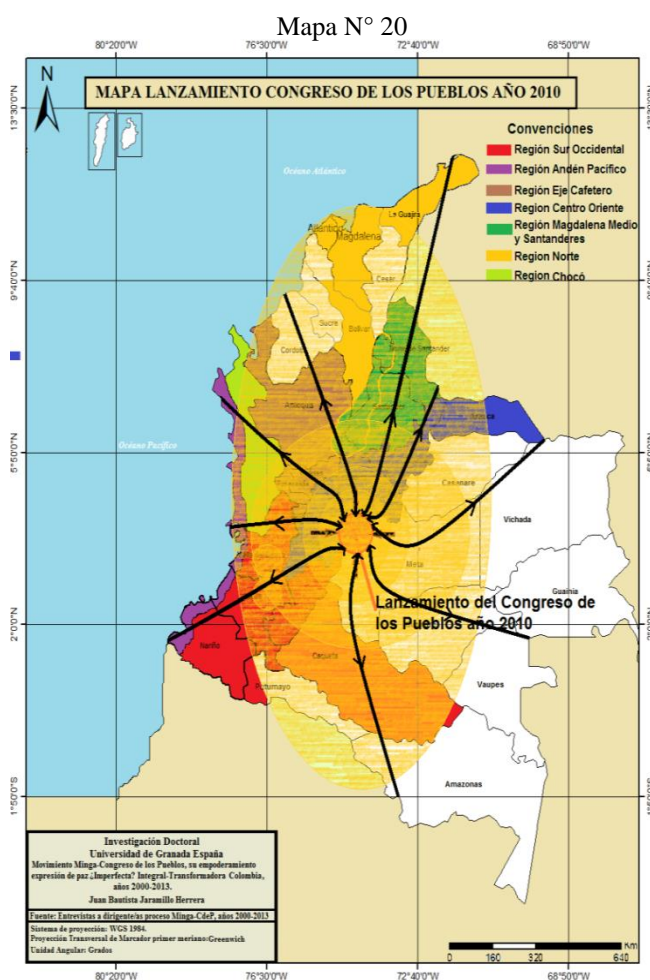 Mapa N° 20
80°20'0"W
76°30'0"W
72°40'0"W
68°50'0"W
N
MAPA LANZAMIENTO CONGRESO DE LOS PUEBLOS AÑO 2010
13°30'0"N
Convenciones
Región Sur Occidental
Región Andén Pacífico
Región Eje Cafetero
Region Centro Oriente
Región Magdalena Medio
y Santanderes
Region Norte
Region Chocó
Océano Atlántico
La Guajira
Atlántico
Magdalena
Cesar
9°40'0"N
Sucre
Bolívar
Cordoba
Norte de Santander
Antioquia
Arauca
Océano Pacífico
5°50'0"N
Casanare
Vichada
Meta
Guainía
Lanzamiento del Congreso de
los Pueblos año 2010
2°0'0"N
Nariño
Caquetá
Putumayo
Vaupes
Amazonas
1°50'0"S
Investigación Doctoral
Universidad de Granada España
Movimiento Minga-Congreso de los Pueblos, su empoderamiento
expresión de paz ¿Imperfecta? Integral-Transformadora Colombia,
años 2000-2013.
Juan Bautista Jaramillo Herrera
Fuente: Entrevistas a dirigente/as proceso Minga-CdeP, años 2000-2013
Sistema de proyección: WGS 1984.
Proyección Transversal de Marcador primer meriano:Greenwich
Unidad Angular: Grados
Km
0 160 320 640
80°20'0"W
76°30'0"W
72°40'0"W
68°50'0"W